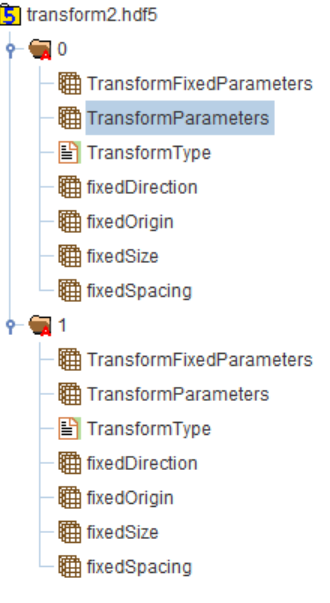 transform2.hdf5
0
TransformFixedParameters
TransformParameters
TransformType
fixedDirection
fixedOrigin
fixedSize
fixedSpacing
1
TransformFixedParameters
TransformParameters
TransformType
fixedDirection
fixedOrigin
fixedSize
fixedSpacing